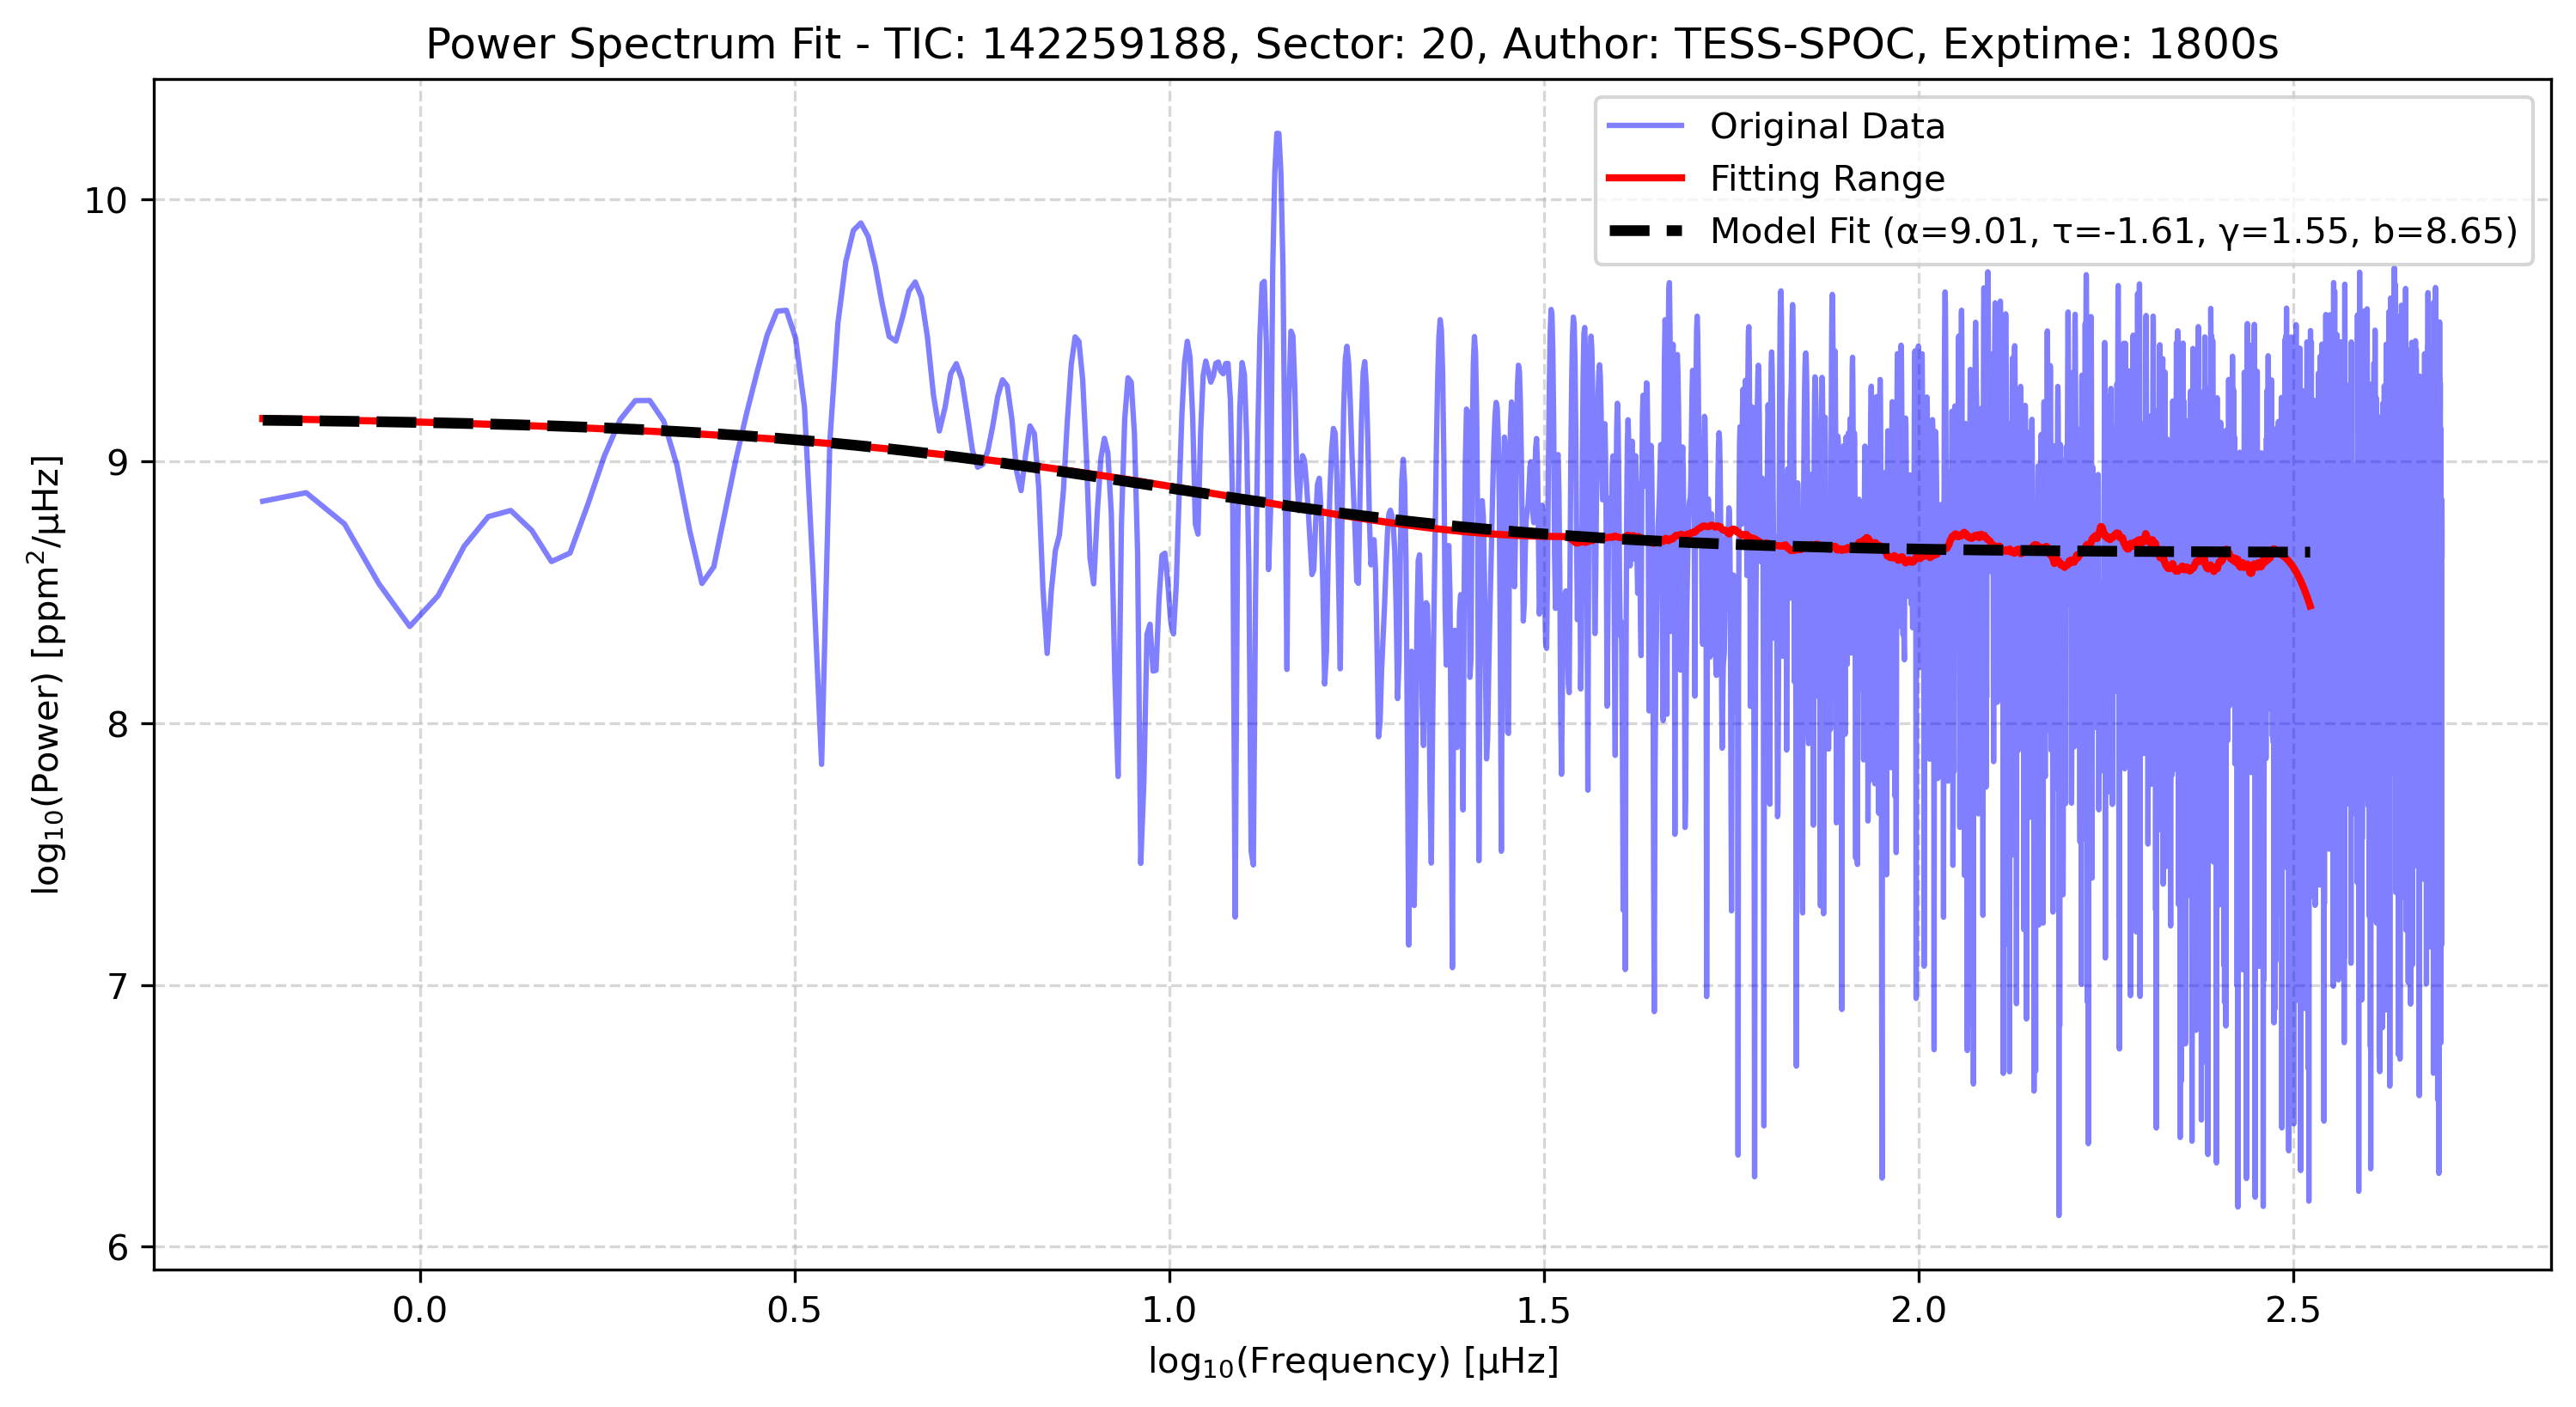 Power Spectrum Fit - TIC: 142259188, Sector: 20, Author: TESS-SPOC, Exptime: 1800s
Original Data
Fitting Range
Model Fit (α=9.01, τ=-1.61, γ=1.55, b=8.65)
log₁₀(Power) [ppm²/μHz]
10
9
8
7
6
0.0 0.5 1.0 1.5 2.0 2.5
log₁₀(Frequency) [μHz]